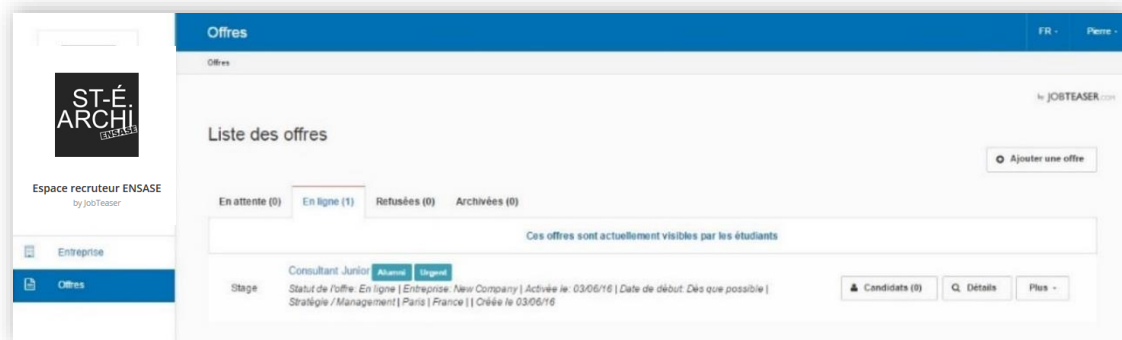 Offres
FR
Pierre
Offres
ST-É.
ARCHI
ENSASE
by JOBTEASER.com
Liste des offres
Ajouter une offre
Espace recruteur ENSASE
by JobTeaser
En attente (0) En ligne (1) Refusées (0) Archivées (0)
Ces offres sont actuellement visibles par les étudiants
Entreprise
Offres
Stage
Consultant Junior Alumni Urgent
Statut de l'offre: En ligne | Entreprise: New Company | Activée le: 03/06/16 | Date de début: Dès que possible |
Stratégie / Management | Paris | France | | Créée le 03/06/16
Candidats (0) Détails Plus